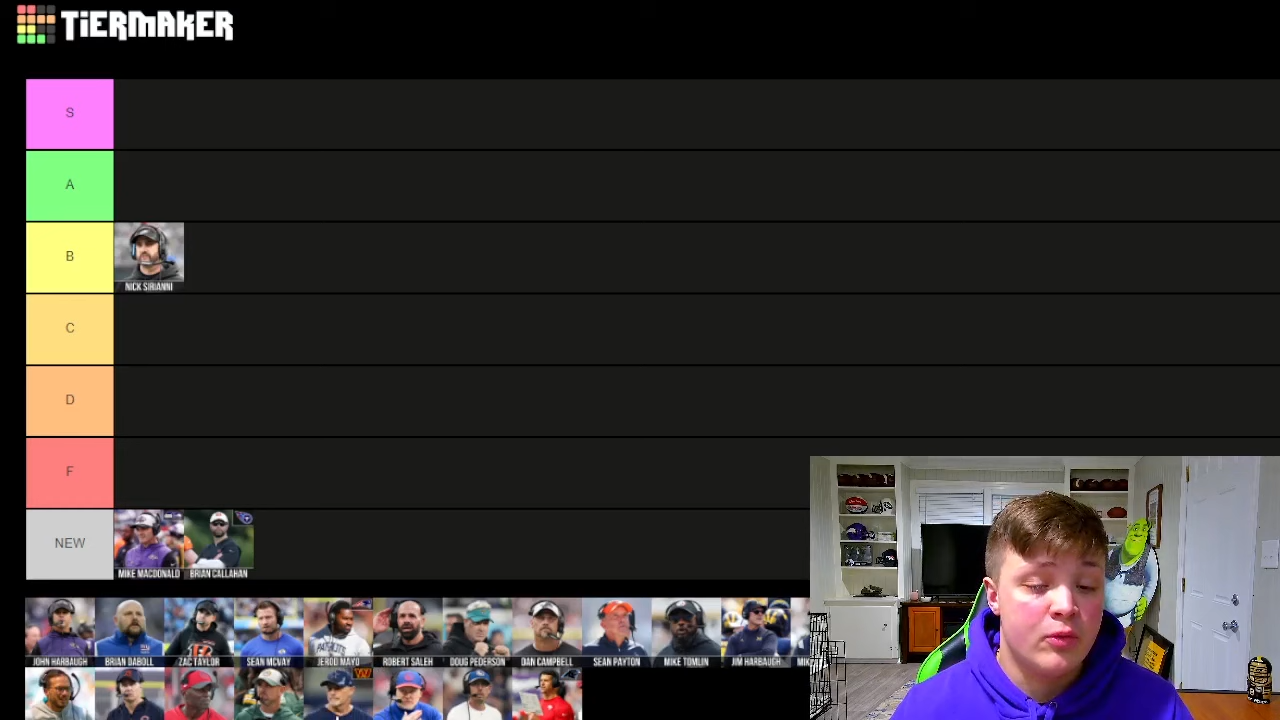 TiERMAKER
S
A
B
NICK SIRIANNI
C
D
F
NEW
MIKE MACDONALD BRIAN CALLAHAN
JOHN HARBAUGH BRIAN DABOLL ZAC TAYLOR SEAN MCVAY JEROD MAYO ROBERT SALEH DOUG PEDERSON DAN CAMPBELL SEAN PAYTON MIKE TOMLIN JIM HARBAUGH